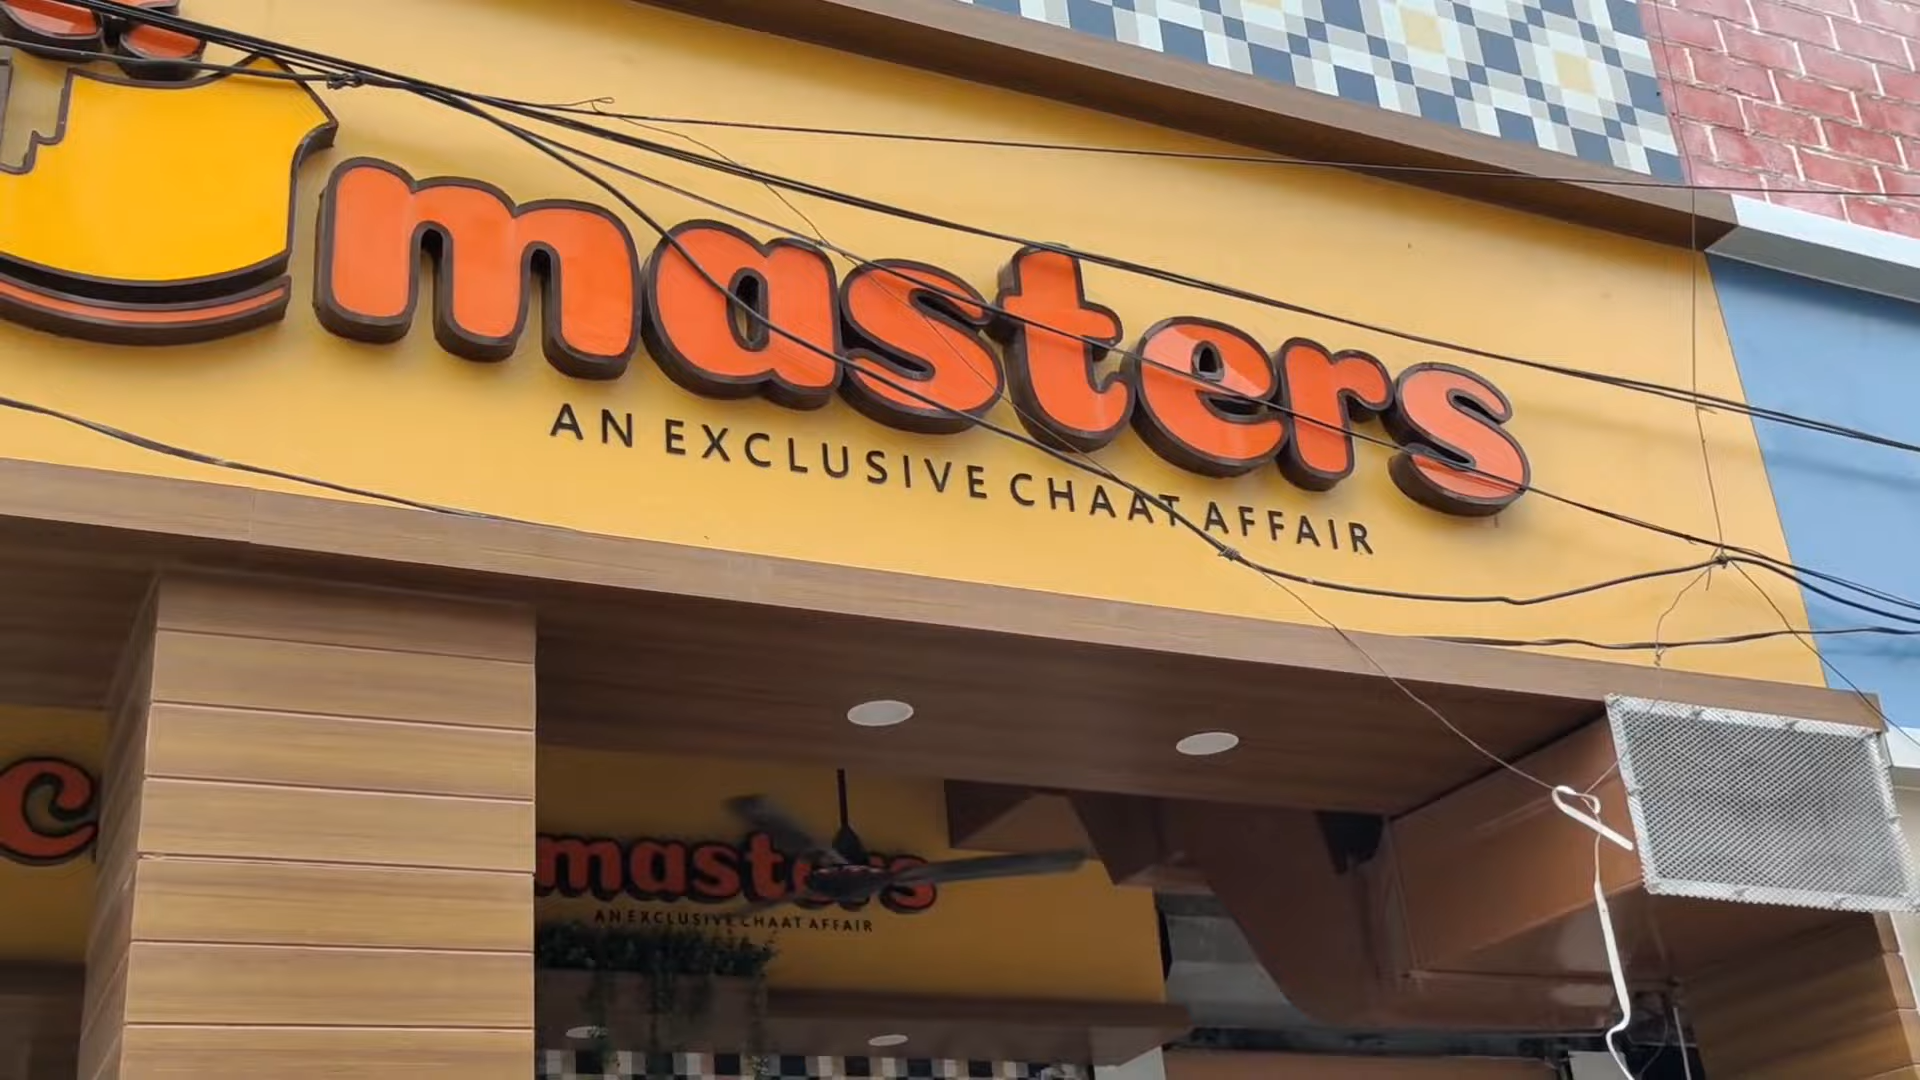 masters
AN EXCLUSIVE CHAAT AFFAIR
c
masters
AN EXCLUSIVE CHAAT AFFAIR